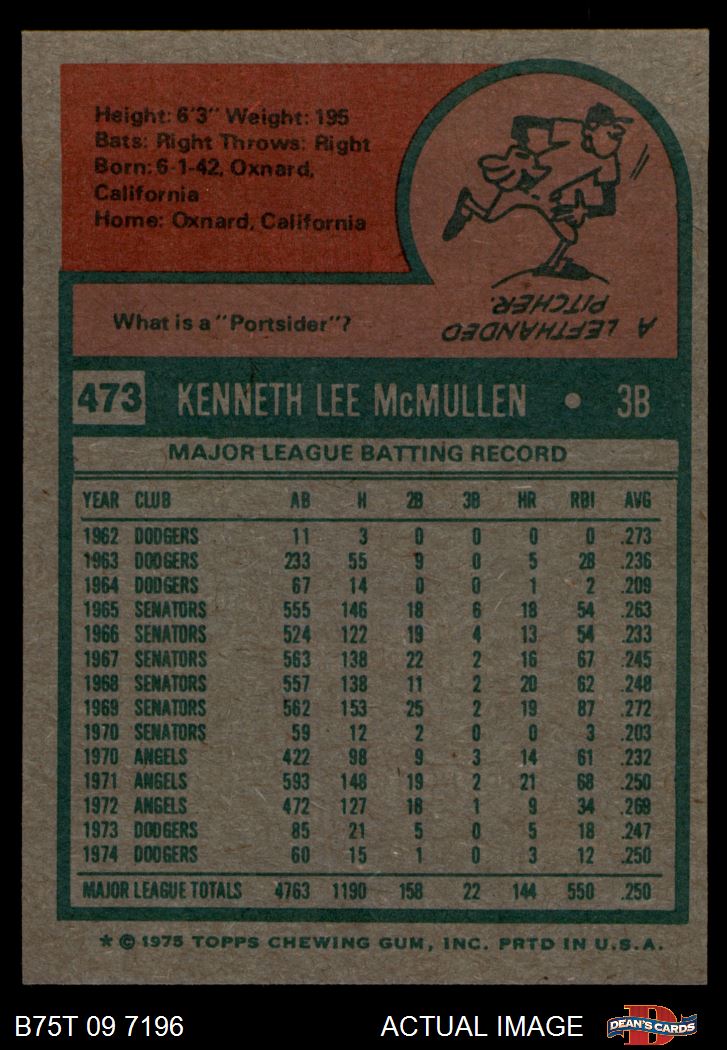 Height: 6'3" Weight: 195
Bats: Right Throws: Right
Born: 6-1-42, Oxnard,
California
Home: Oxnard, California
What is a "Portsider"?
A LEFTHANDED
PITCHER.
473 KENNETH LEE McMULLEN • 3B
MAJOR LEAGUE BATTING RECORD
YEAR CLUB AB H 2B 3B HR RBI AVG
1962 DODGERS 11 3 0 0 0 0 .273
1963 DODGERS 233 55 9 0 5 28 .236
1964 DODGERS 67 14 0 0 1 2 .209
1965 SENATORS 555 146 18 6 18 54 .263
1966 SENATORS 524 122 19 4 13 54 .233
1967 SENATORS 563 138 22 2 16 67 .245
1968 SENATORS 557 138 11 2 20 62 .248
1969 SENATORS 562 153 25 2 19 87 .272
1970 SENATORS 59 12 2 0 0 3 .203
1970 ANGELS 422 98 9 3 14 61 .232
1971 ANGELS 593 148 19 2 21 68 .250
1972 ANGELS 472 127 18 1 9 34 .269
1973 DODGERS 85 21 5 0 5 18 .247
1974 DODGERS 60 15 1 0 3 12 .250
MAJOR LEAGUE TOTALS 4763 1190 158 22 144 550 .250
* © 1975 TOPPS CHEWING GUM, INC. PRTD IN U.S.A.
B75T 09 7196 ACTUAL IMAGE
DEAN'S CARDS